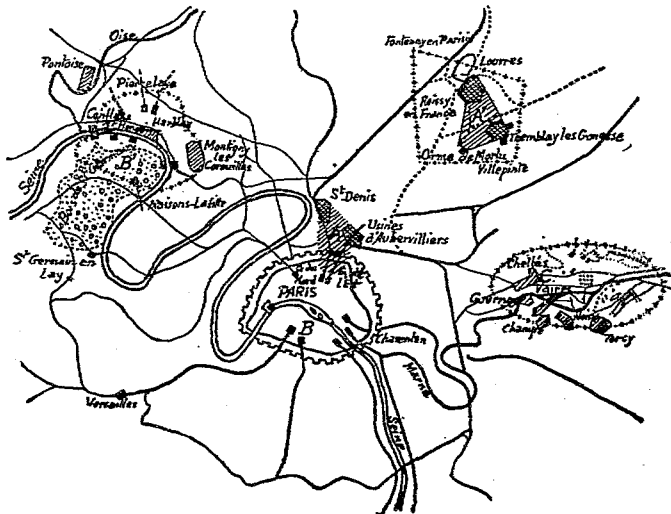 Oise
Pontoise
Pierrelaye
Herblay
Seine
B
Montigny
les
Cormeilles
Maisons-Lafitte
St Germain en
Lay
Fontenay en Parisis
Louvres
Roissy
en
France
A
Tremblay les Gonesse
Orme de Morlu
Villepinte
St Denis
Usines
d'Aubervilliers
PARIS
B
Charenton
Marne
Seine
Versailles
Chelles
Vaires
Gournay
Champs
Torcy